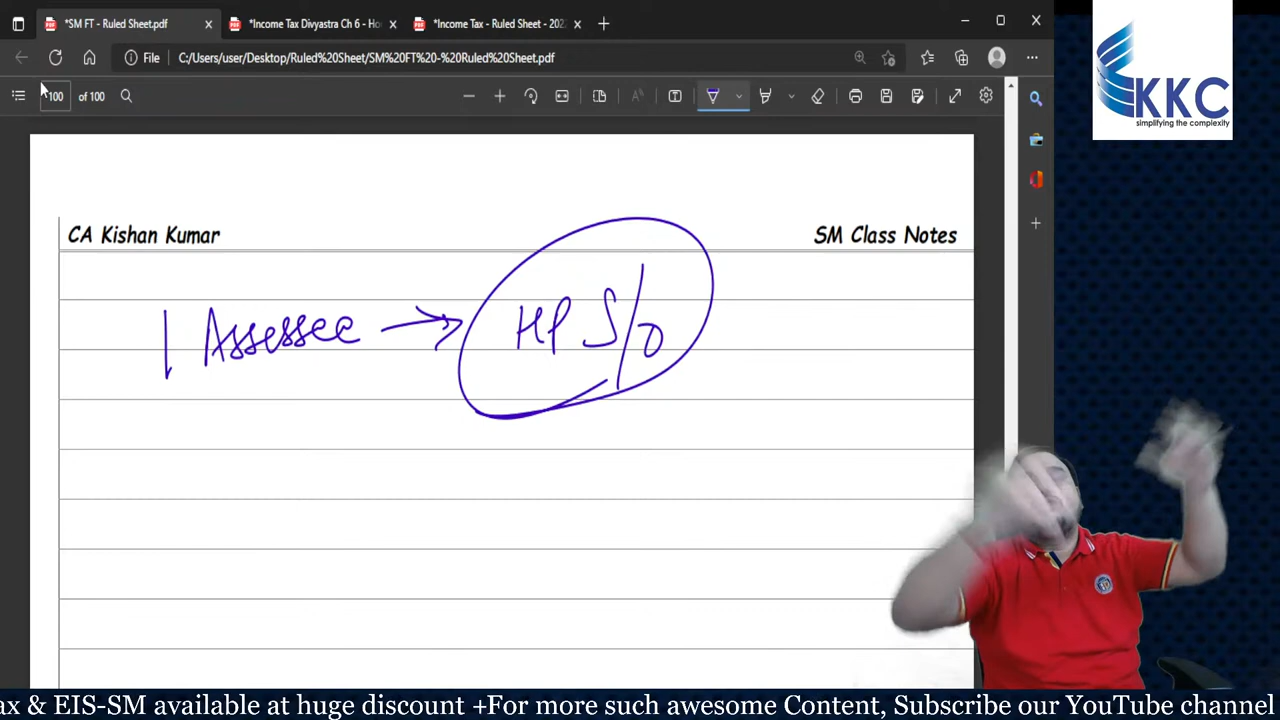 *SM FT - Ruled Sheet.pdf
*Income Tax Divyastra Ch 6 - Ho
*Income Tax - Ruled Sheet - 202
File
C:/Users/user/Desktop/Ruled%20Sheet/SM%20FT%20-%20Ruled%20Sheet.pdf
100 of 100
KKC
simplifying the complexity
CA Kishan Kumar
SM Class Notes
1 Assessee → HP S/O
ax & EIS-SM available at huge discount +For more such awesome Content, Subscribe our YouTube channel